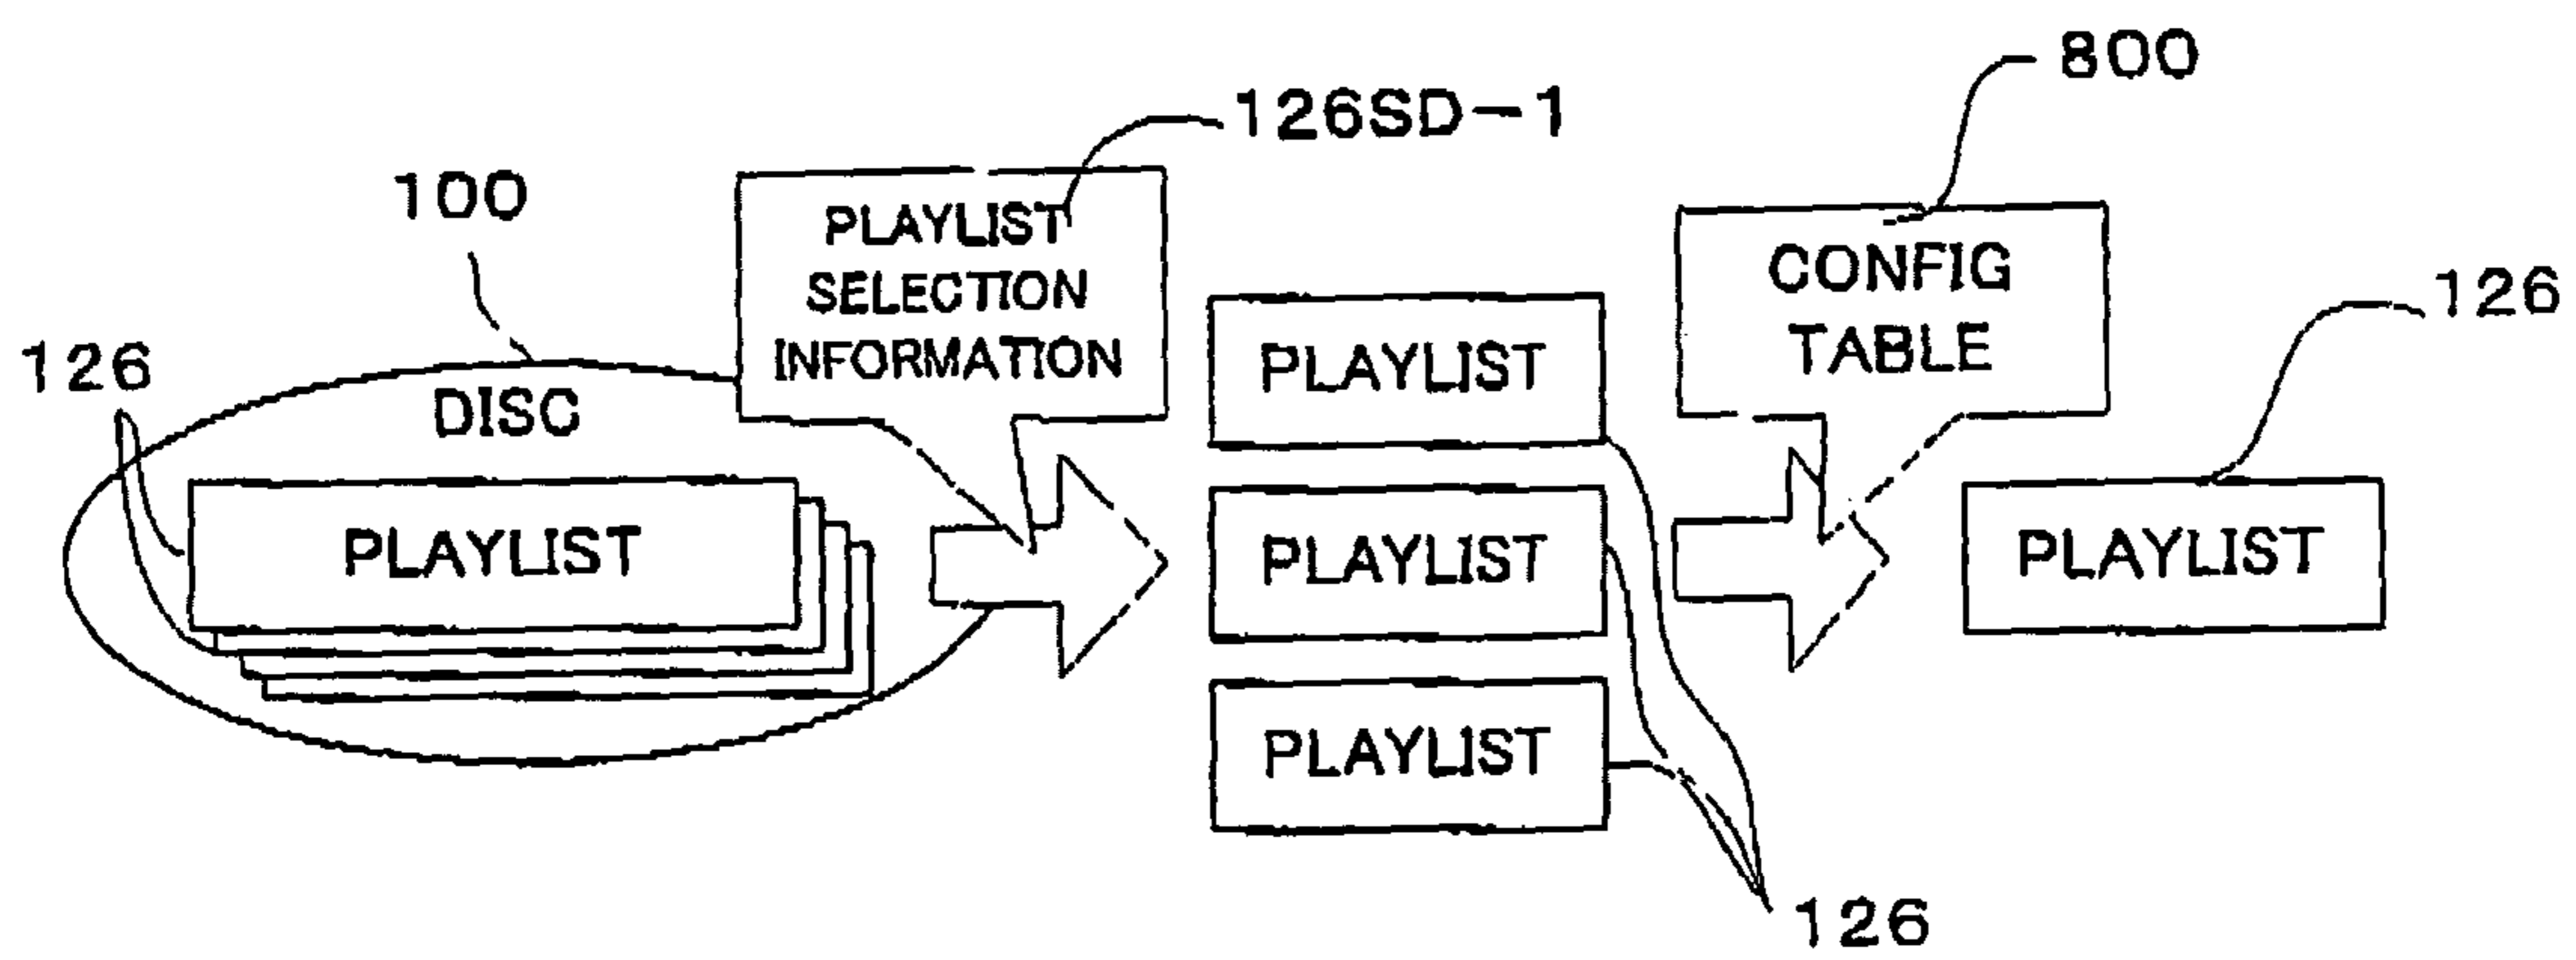 800
126SD-1
100
PLAYLIST
SELECTION
INFORMATION
CONFIG
TABLE
126
126
DISC
PLAYLIST
PLAYLIST
PLAYLIST
PLAYLIST
PLAYLIST
126